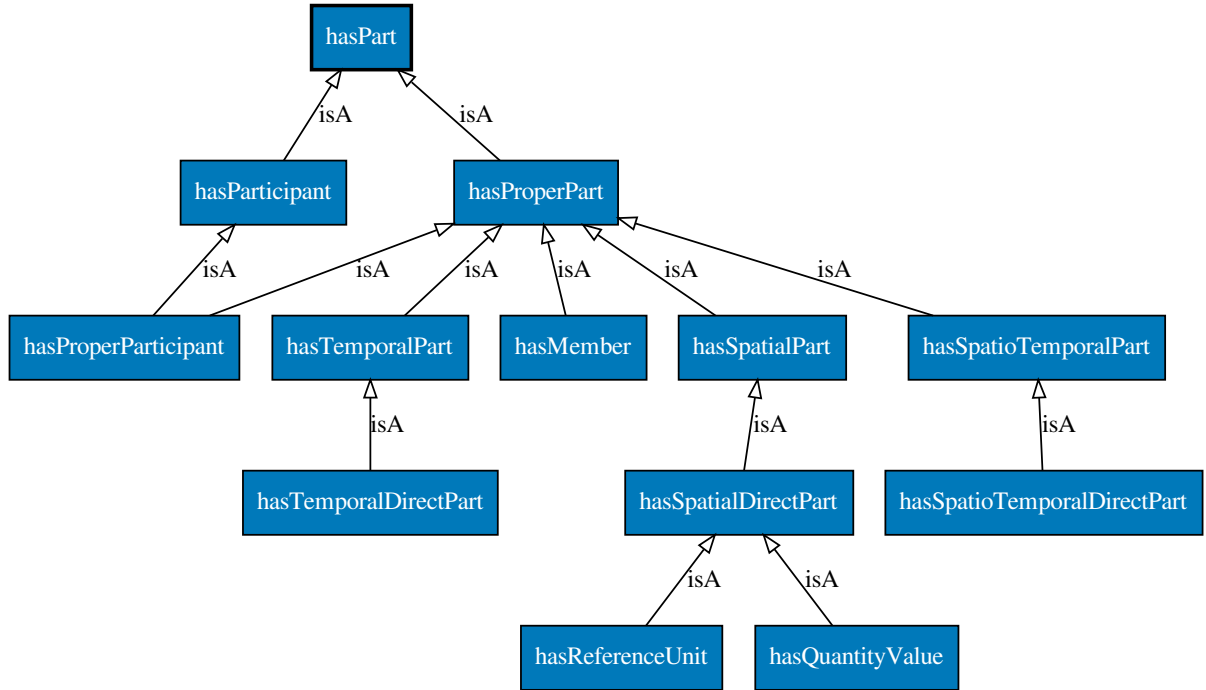 hasPart
isA
isA
hasParticipant
hasProperPart
isA
isA
isA
isA
isA
isA
hasProperParticipant
hasTemporalPart
hasMember
hasSpatialPart
hasSpatioTemporalPart
isA
isA
isA
hasTemporalDirectPart
hasSpatialDirectPart
hasSpatioTemporalDirectPart
isA
isA
hasReferenceUnit
hasQuantityValue